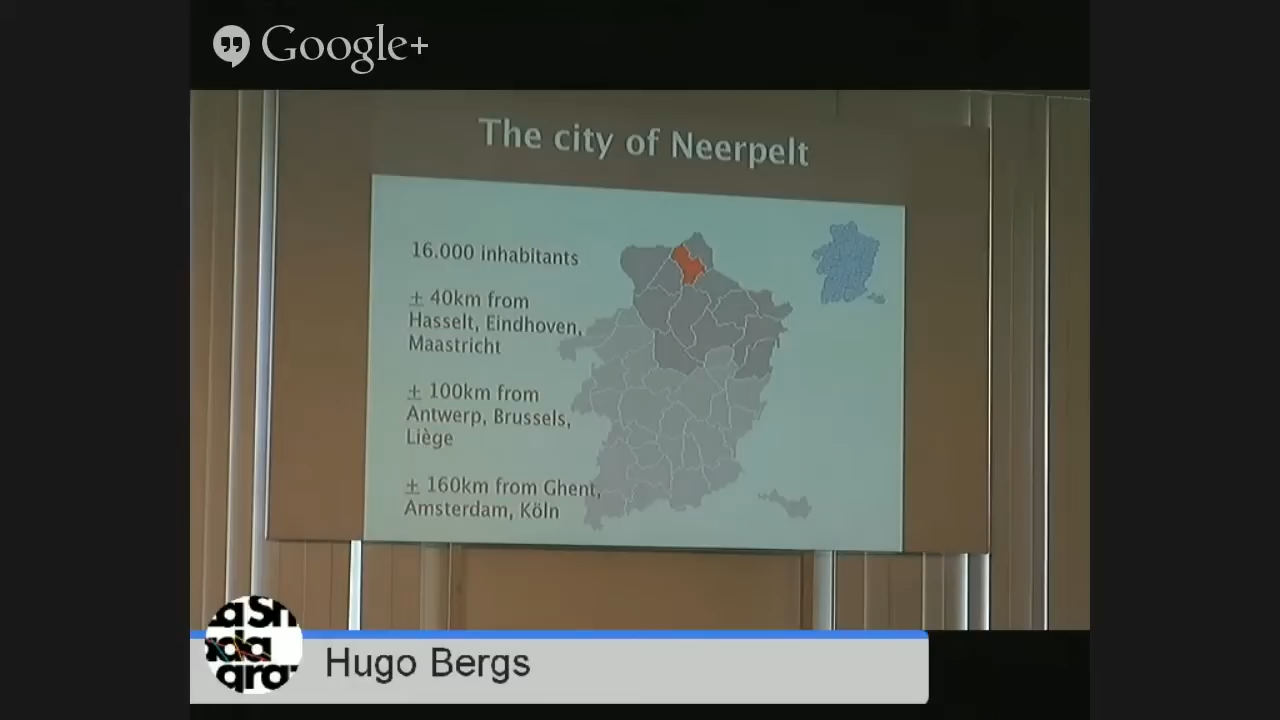 Google+
The city of Neerpelt
16.000 inhabitants
± 40km from
Hasselt, Eindhoven,
Maastricht
± 100km from
Antwerp, Brussels,
Liège
± 160km from Ghent,
Amsterdam, Köln
Hugo Bergs